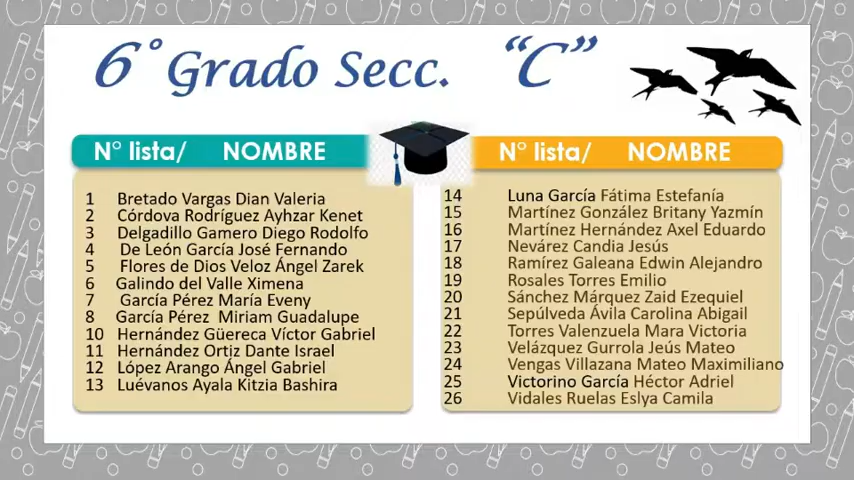 6° Grado Secc. “C”
N° lista/ NOMBRE
1 Bretado Vargas Dian Valeria
2 Córdova Rodríguez Ayhzar Kenet
3 Delgadillo Gamero Diego Rodolfo
4 De León García José Fernando
5 Flores de Dios Veloz Ángel Zarek
6 Galindo del Valle Ximena
7 García Pérez María Eveny
8 García Pérez Miriam Guadalupe
10 Hernández Güereca Víctor Gabriel
11 Hernández Ortiz Dante Israel
12 López Arango Ángel Gabriel
13 Luévanos Ayala Kitzia Bashira
N° lista/ NOMBRE
14 Luna García Fátima Estefanía
15 Martínez González Britany Yazmín
16 Martínez Hernández Axel Eduardo
17 Nevárez Candia Jesús
18 Ramírez Galeana Edwin Alejandro
19 Rosales Torres Emilio
20 Sánchez Márquez Zaid Ezequiel
21 Sepúlveda Ávila Carolina Abigail
22 Torres Valenzuela Mara Victoria
23 Velázquez Gurrola Jeús Mateo
24 Vengas Villazana Mateo Maximiliano
25 Victorino García Héctor Adriel
26 Vidales Ruelas Eslya Camila